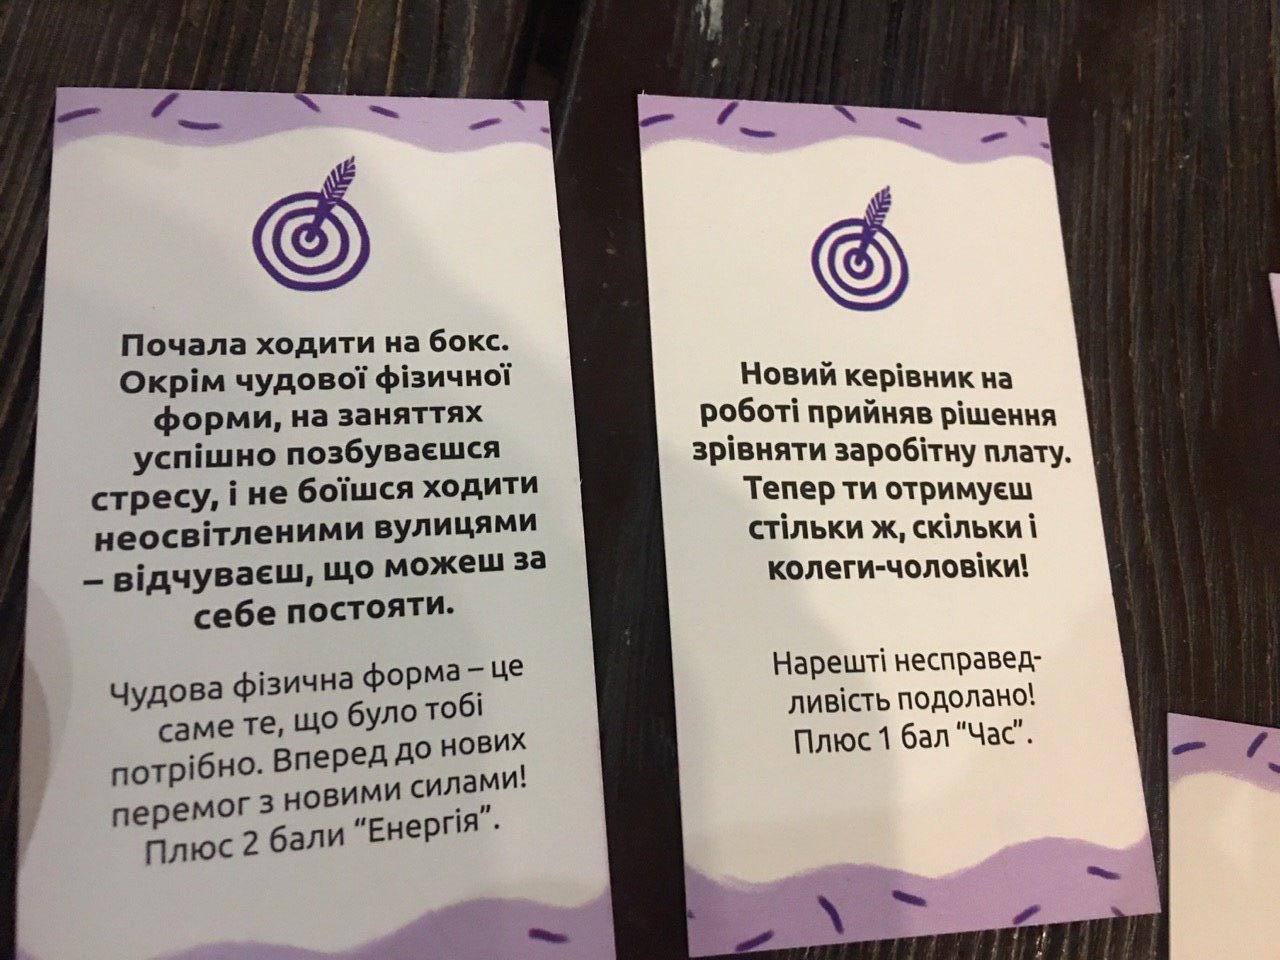 Почала ходити на бокс.
Окрім чудової фізичної
форми, на заняттях
успішно позбуваєшся
стресу, і не боїшся ходити
неосвітленими вулицями
– відчуваєш, що можеш за
себе постояти.
Чудова фізична форма – це
саме те, що було тобі
потрібно. Вперед до нових
перемог з новими силами!
Плюс 2 бали “Енергія”.
Новий керівник на
роботі прийняв рішення
зрівняти заробітну плату.
Тепер ти отримуєш
стільки ж, скільки і
колеги-чоловіки!
Нарешті несправед-
ливість подолано!
Плюс 1 бал “Час”.